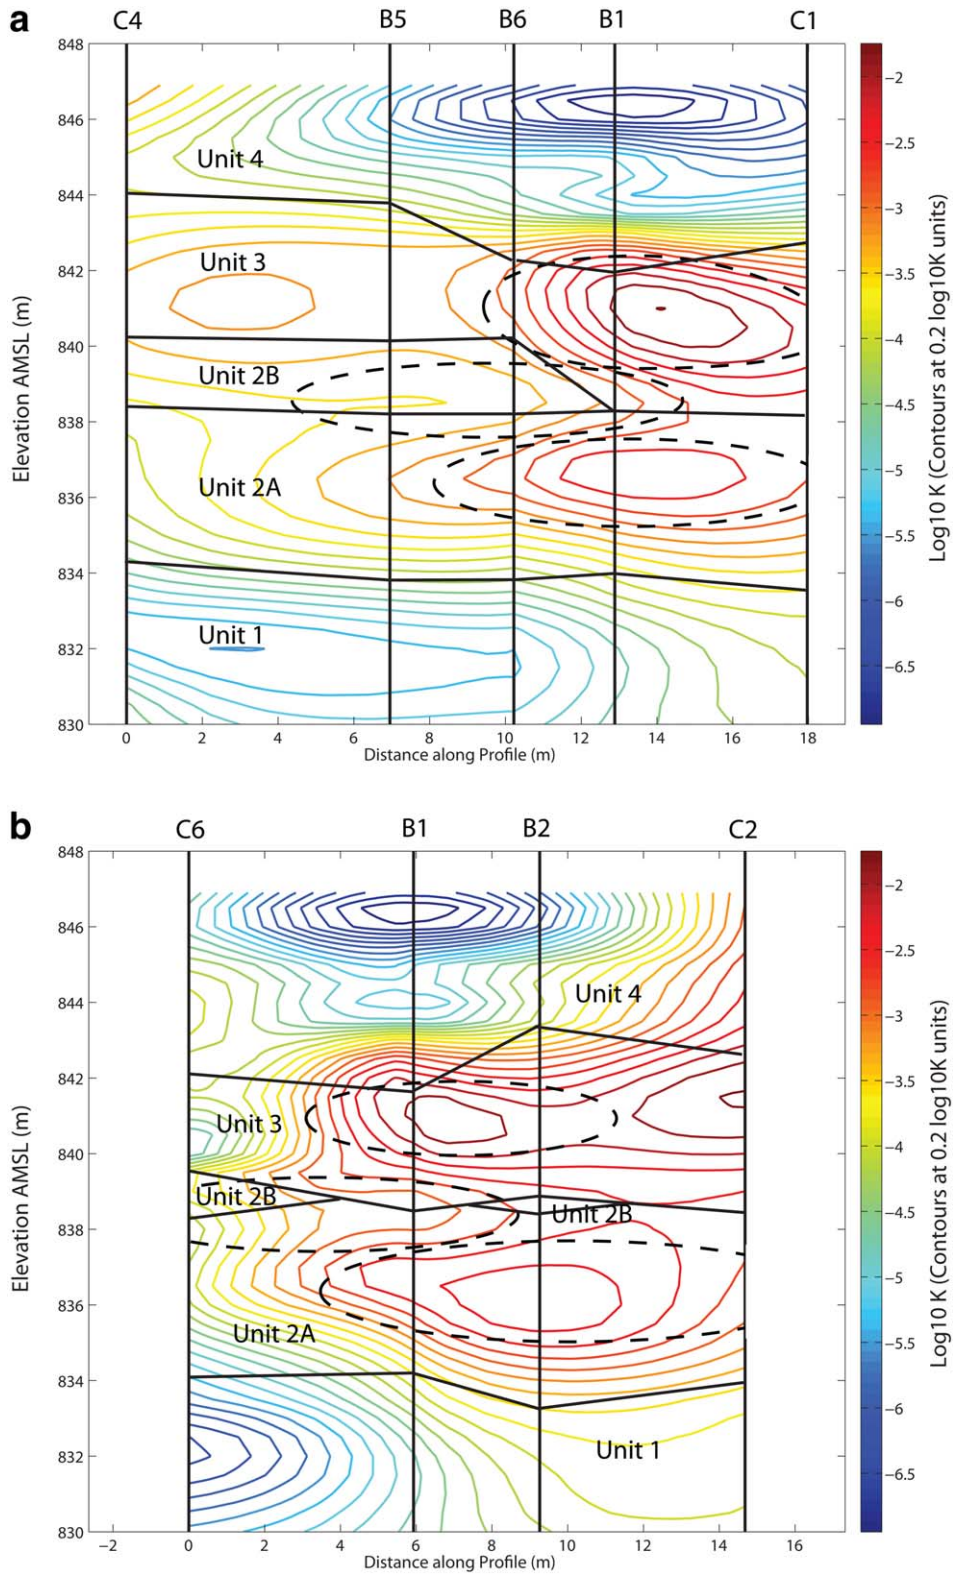 a
C4 B5 B6 B1 C1
848
846
844
842
840
838
836
834
832
830
Elevation AMSL (m)
Unit 4
Unit 3
Unit 2B
Unit 2A
Unit 1
0 2 4 6 8 10 12 14 16 18
Distance along Profile (m)
−2
−2.5
−3
−3.5
−4
−4.5
−5
−5.5
−6
−6.5
Log10 K (Contours at 0.2 log10K units)
b
C6 B1 B2 C2
848
846
844
842
840
838
836
834
832
830
Elevation AMSL (m)
Unit 4
Unit 3
Unit 2B
Unit 2B
Unit 2A
Unit 1
−2 0 2 4 6 8 10 12 14 16
Distance along Profile (m)
−2
−2.5
−3
−3.5
−4
−4.5
−5
−5.5
−6
−6.5
Log10 K (Contours at 0.2 log10K units)